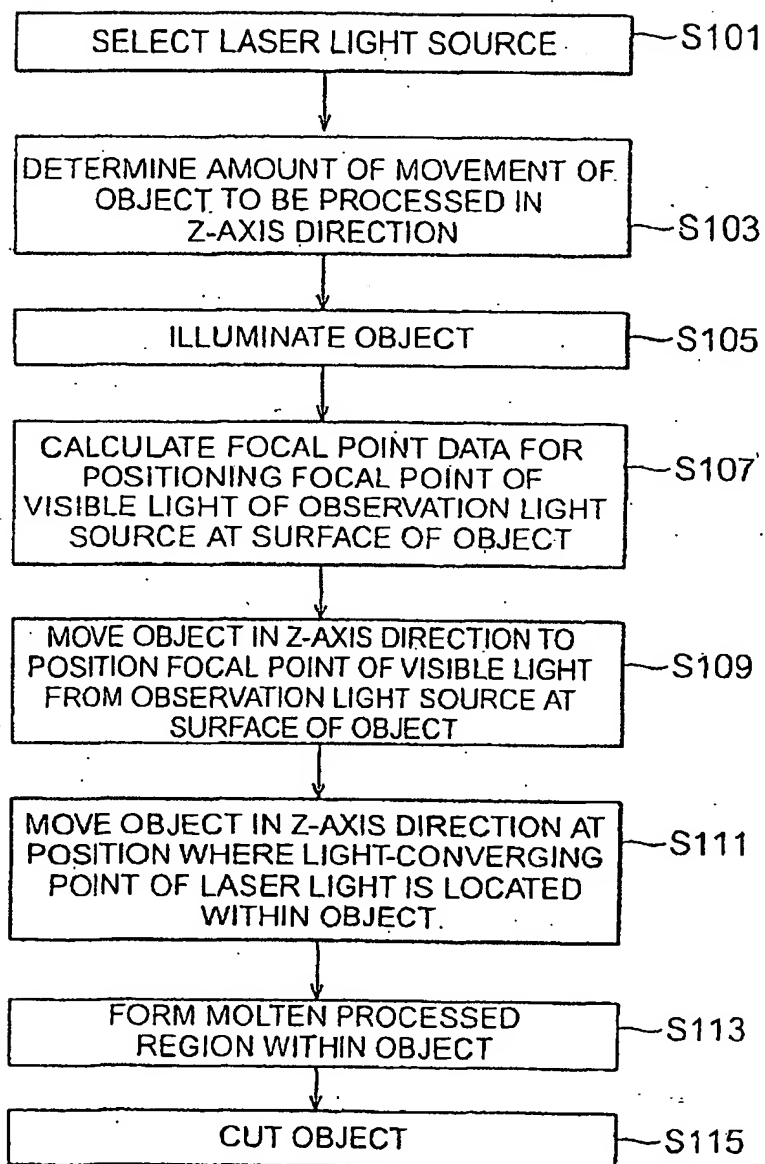 SELECT LASER LIGHT SOURCE
S101
DETERMINE AMOUNT OF MOVEMENT OF
OBJECT TO BE PROCESSED IN
Z-AXIS DIRECTION
S103
ILLUMINATE OBJECT
S105
CALCULATE FOCAL POINT DATA FOR
POSITIONING FOCAL POINT OF
VISIBLE LIGHT OF OBSERVATION LIGHT
SOURCE AT SURFACE OF OBJECT
S107
MOVE OBJECT IN Z-AXIS DIRECTION TO
POSITION FOCAL POINT OF VISIBLE LIGHT
FROM OBSERVATION LIGHT SOURCE AT
SURFACE OF OBJECT
S109
MOVE OBJECT IN Z-AXIS DIRECTION AT
POSITION WHERE LIGHT-CONVERGING
POINT OF LASER LIGHT IS LOCATED
WITHIN OBJECT.
S111
FORM MOLTEN PROCESSED
REGION WITHIN OBJECT
S113
CUT OBJECT
S115